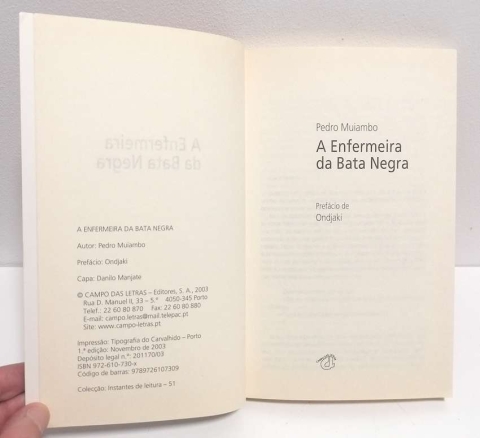 A ENFERMEIRA DA BATA NEGRA
Autor: Pedro Muiambo
Prefácio: Ondjaki
Capa: Danilo Manjate
© CAMPO DAS LETRAS – Editores, S. A., 2003
Rua D. Manuel II, 33 – 5.º 4050-345 Porto
Telef.: 22 60 80 870 Fax: 22 60 80 880
E-mail: campo.letras@mail.telepac.pt
Site: www.campo-letras.pt
Impressão: Tipografia do Carvalhido – Porto
1.ª edição: Novembro de 2003
Depósito legal n.º: 201170/03
ISBN 972-610-730-x
Código de barras: 9789726107309
Colecção: Instantes de leitura – 51
Pedro Muiambo
A Enfermeira
da Bata Negra
Prefácio de
Ondjaki